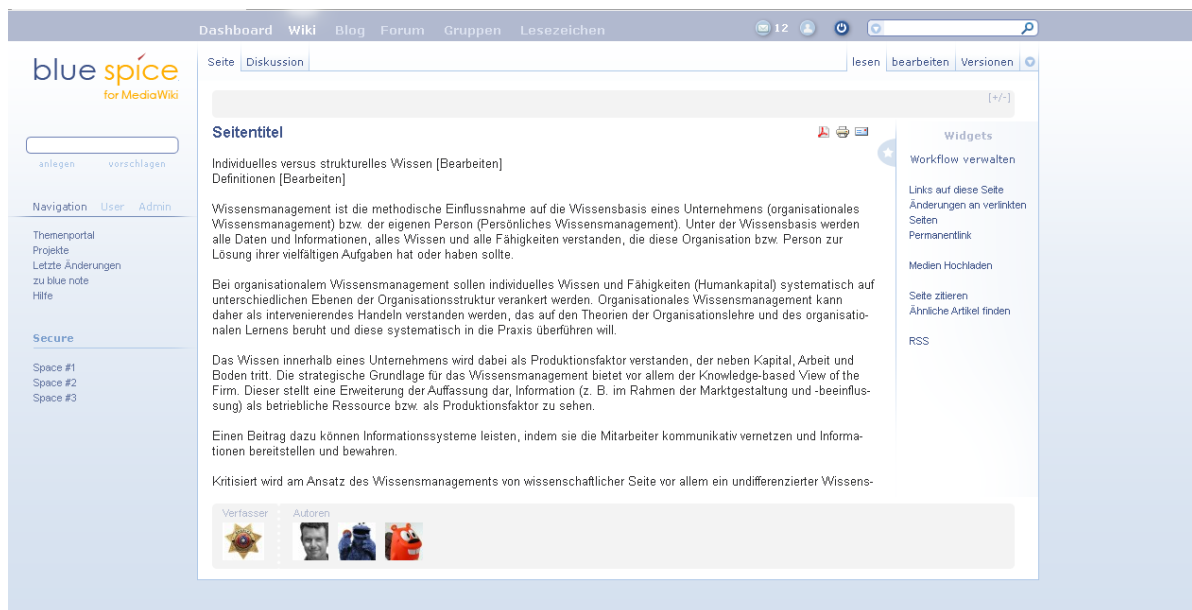 Dashboard Wiki Blog Forum Gruppen Lesezeichen 12
blue spice
for MediaWiki
Seite Diskussion lesen bearbeiten Versionen
[+/-]
anlegen vorschlagen
Navigation User Admin
Themenportal
Projekte
Letzte Änderungen
zu blue note
Hilfe
Secure
Space #1
Space #2
Space #3
Seitentitel
Individuelles versus strukturelles Wissen [Bearbeiten]
Definitionen [Bearbeiten]
Wissensmanagement ist die methodische Einflussnahme auf die Wissensbasis eines Unternehmens (organisationales
Wissensmanagement) bzw. der eigenen Person (Persönliches Wissensmanagement). Unter der Wissensbasis werden
alle Daten und Informationen, alles Wissen und alle Fähigkeiten verstanden, die diese Organisation bzw. Person zur
Lösung ihrer vielfältigen Aufgaben hat oder haben sollte.
Bei organisationalem Wissensmanagement sollen individuelles Wissen und Fähigkeiten (Humankapital) systematisch auf
unterschiedlichen Ebenen der Organisationsstruktur verankert werden. Organisationales Wissensmanagement kann
daher als intervenierendes Handeln verstanden werden, das auf den Theorien der Organisationslehre und des organisatio-
nalen Lernens beruht und diese systematisch in die Praxis überführen will.
Das Wissen innerhalb eines Unternehmens wird dabei als Produktionsfaktor verstanden, der neben Kapital, Arbeit und
Boden tritt. Die strategische Grundlage für das Wissensmanagement bietet vor allem der Knowledge-based View of the
Firm. Dieser stellt eine Erweiterung der Auffassung dar, Information (z. B. im Rahmen der Marktgestaltung und -beeinflus-
sung) als betriebliche Ressource bzw. als Produktionsfaktor zu sehen.
Einen Beitrag dazu können Informationssysteme leisten, indem sie die Mitarbeiter kommunikativ vernetzen und Informa-
tionen bereitstellen und bewahren.
Kritisiert wird am Ansatz des Wissensmanagements von wissenschaftlicher Seite vor allem ein undifferenzierter Wissens-
Widgets
Workflow verwalten
Links auf diese Seite
Änderungen an verlinkten
Seiten
Permanentlink
Medien Hochladen
Seite zitieren
Ähnliche Artikel finden
RSS
Verfasser Autoren